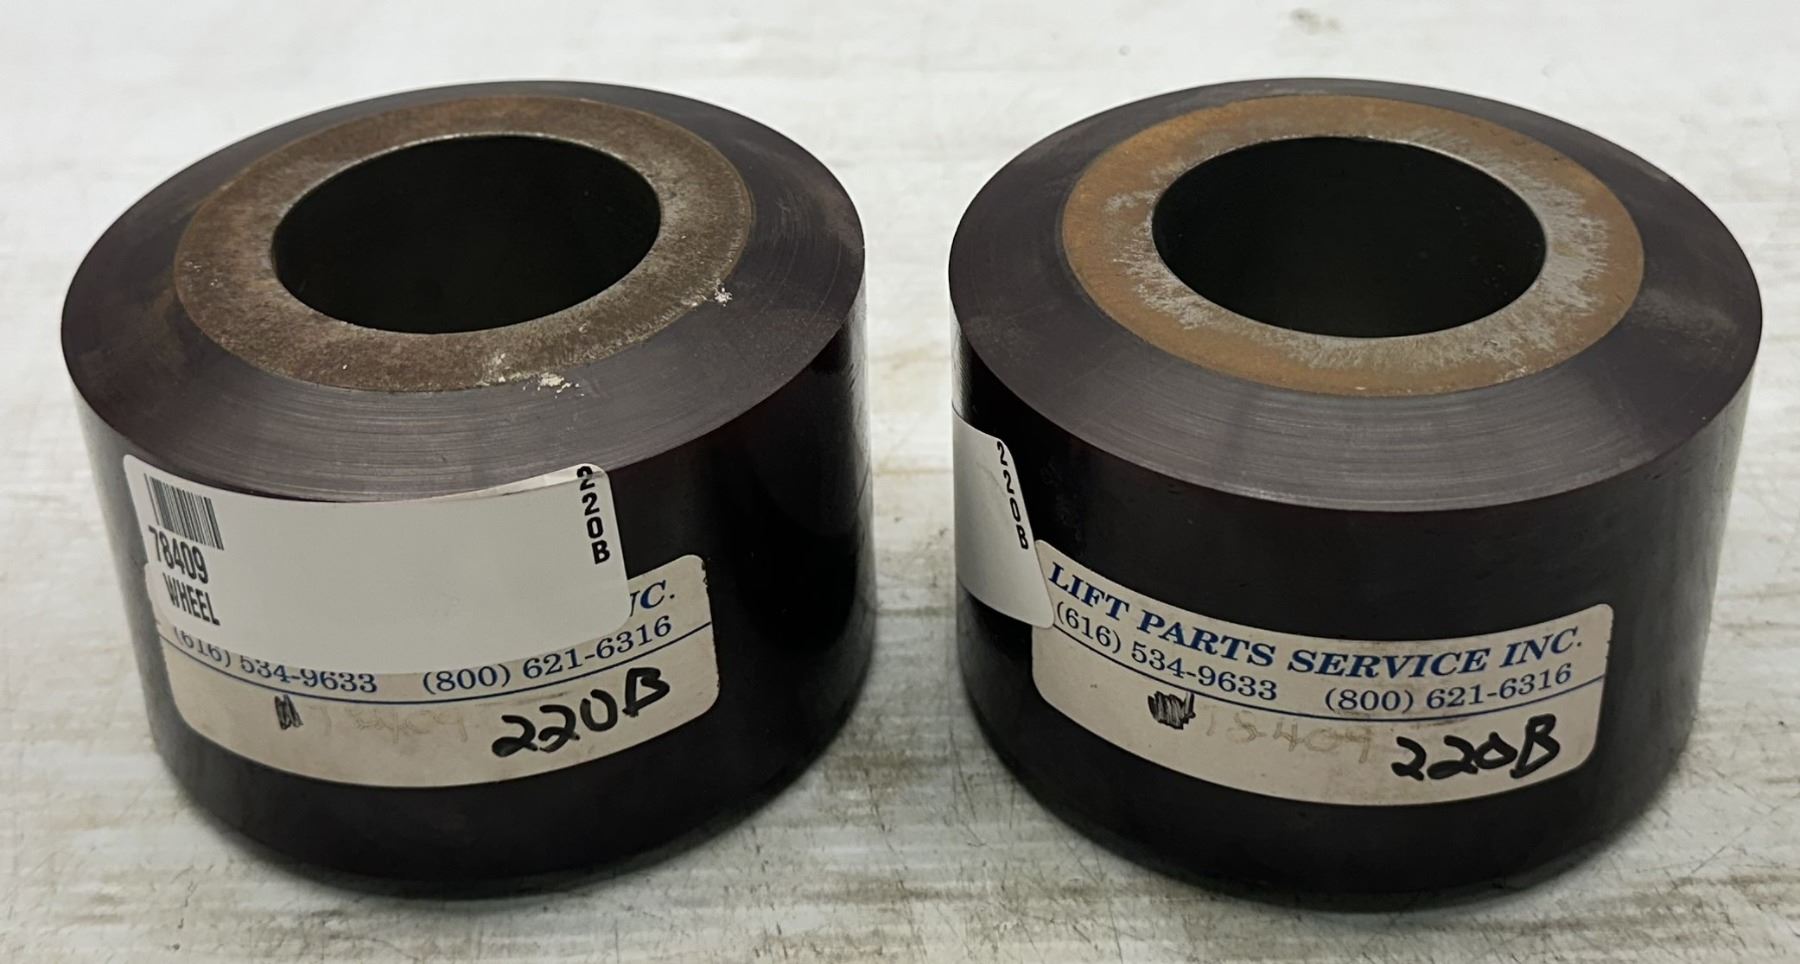 78409
WHEEL
220B
(616) 534-9633 (800) 621-6316
220B
220B
LIFT PARTS SERVICE INC.
(616) 534-9633 (800) 621-6316
220B